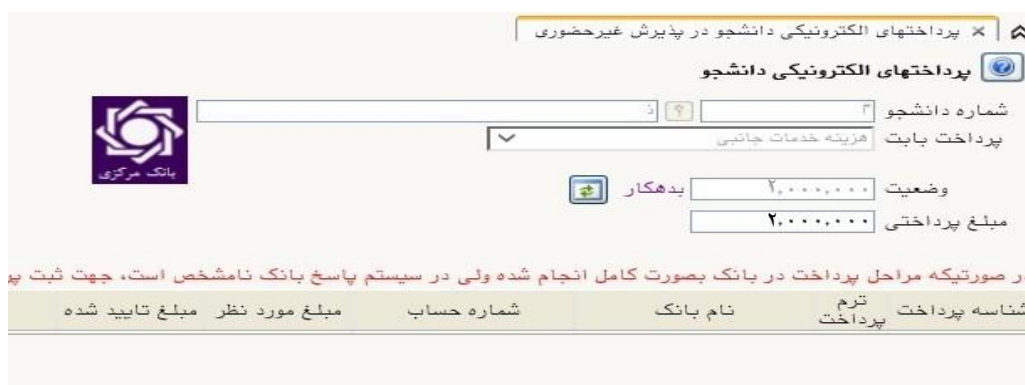 پرداختهای الکترونیکی دانشجو در پذیرش غیرحضوری ×
پرداختهای الکترونیکی دانشجو
شماره دانشجو ۳ ؟
پرداخت بابت هزینه خدمات جانبی
بانک مرکزی
وضعیت ۲,۰۰۰,۰۰۰ بدهکار
مبلغ پرداختی ۲,۰۰۰,۰۰۰
ر صورتیکه مراحل پرداخت در بانک بصورت کامل انجام شده ولی در سیستم پاسخ بانک نامشخص است، جهت ثبت پر
شناسه پرداخت ترم پرداخت نام بانک شماره حساب مبلغ مورد نظر مبلغ تایید شده